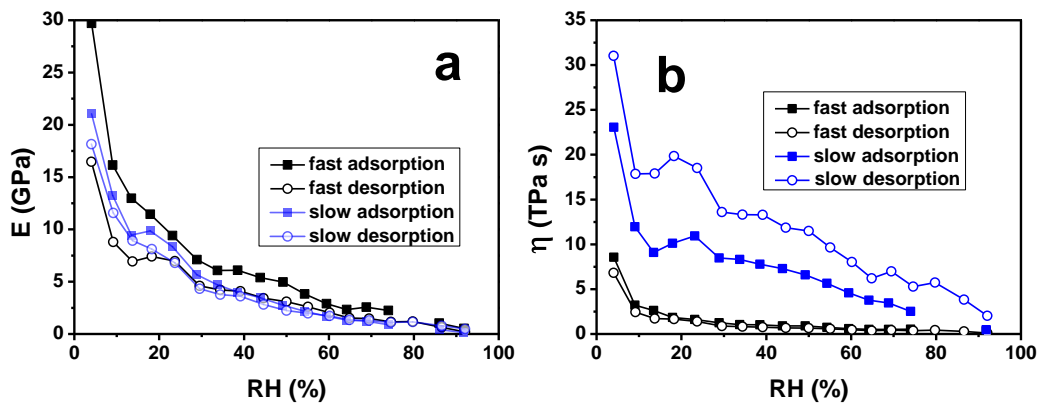 a
E (GPa)
30
25
20
15
10
5
0
fast adsorption
fast desorption
slow adsorption
slow desorption
0 20 40 60 80 100
RH (%)
b
η (TPa s)
35
30
25
20
15
10
5
0
fast adsorption
fast desorption
slow adsorption
slow desorption
0 20 40 60 80 100
RH (%)